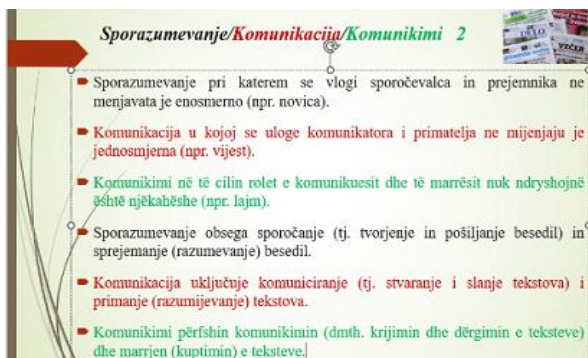 Sporazumevanje/Komunikacija/Komunikimi 2
DELO
VEČER
Sporazumevanje pri katerem se vlogi sporočevalca in prejemnika ne
menjavata je enosmerno (npr. novica).
Komunikacija u kojoj se uloge komunikatora i primatelja ne mijenjaju je
jednosmjerna (npr. vijest).
Komunikimi në të cilin rolet e komunikuesit dhe të marrësit nuk ndryshojnë
është njëkahëshe (npr. lajm).
Sporazumevanje obsega sporočanje (tj. tvorjenje in pošiljanje besedil) in
sprejemanje (razumevanje) besedil.
Komunikacija uključuje komuniciranje (tj. stvaranje i slanje tekstova) i
primanje (razumijevanje) tekstova.
Komunikimi përfshin komunikimin (dmth. krijimin dhe dërgimin e teksteve)
dhe marrjen (kuptimin) e teksteve.